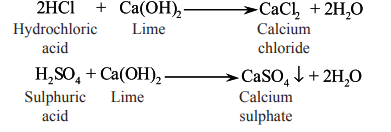 2HCl + Ca(OH)₂ ⟶ CaCl₂ + 2H₂O
Hydrochloric Lime Calcium
acid chloride
H₂SO₄ + Ca(OH)₂ ⟶ CaSO₄ ↓ + 2H₂O
Sulphuric Lime Calcium
acid sulphate